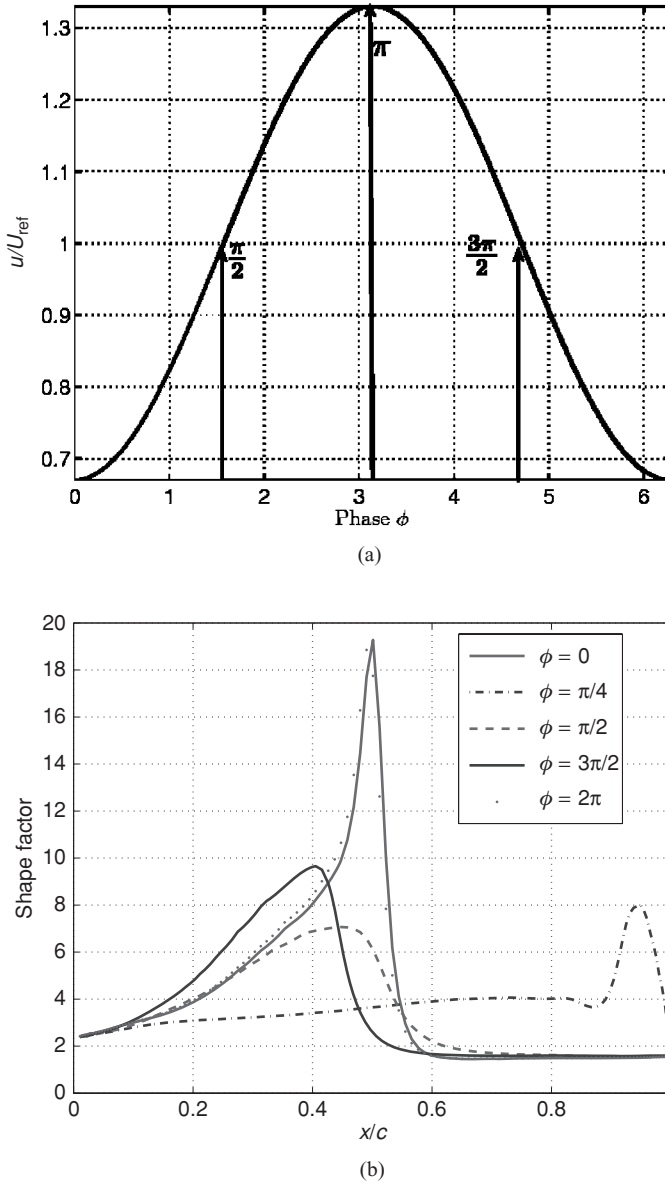 1.3
1.2
1.1
1
0.9
0.8
0.7
u/U_ref
π
π/2
3π/2
0 1 2 3 4 5 6
Phase ϕ
(a)
20
18
16
14
12
10
8
6
4
2
0
Shape factor
ϕ = 0
ϕ = π/4
ϕ = π/2
ϕ = 3π/2
ϕ = 2π
0 0.2 0.4 0.6 0.8
x/c
(b)